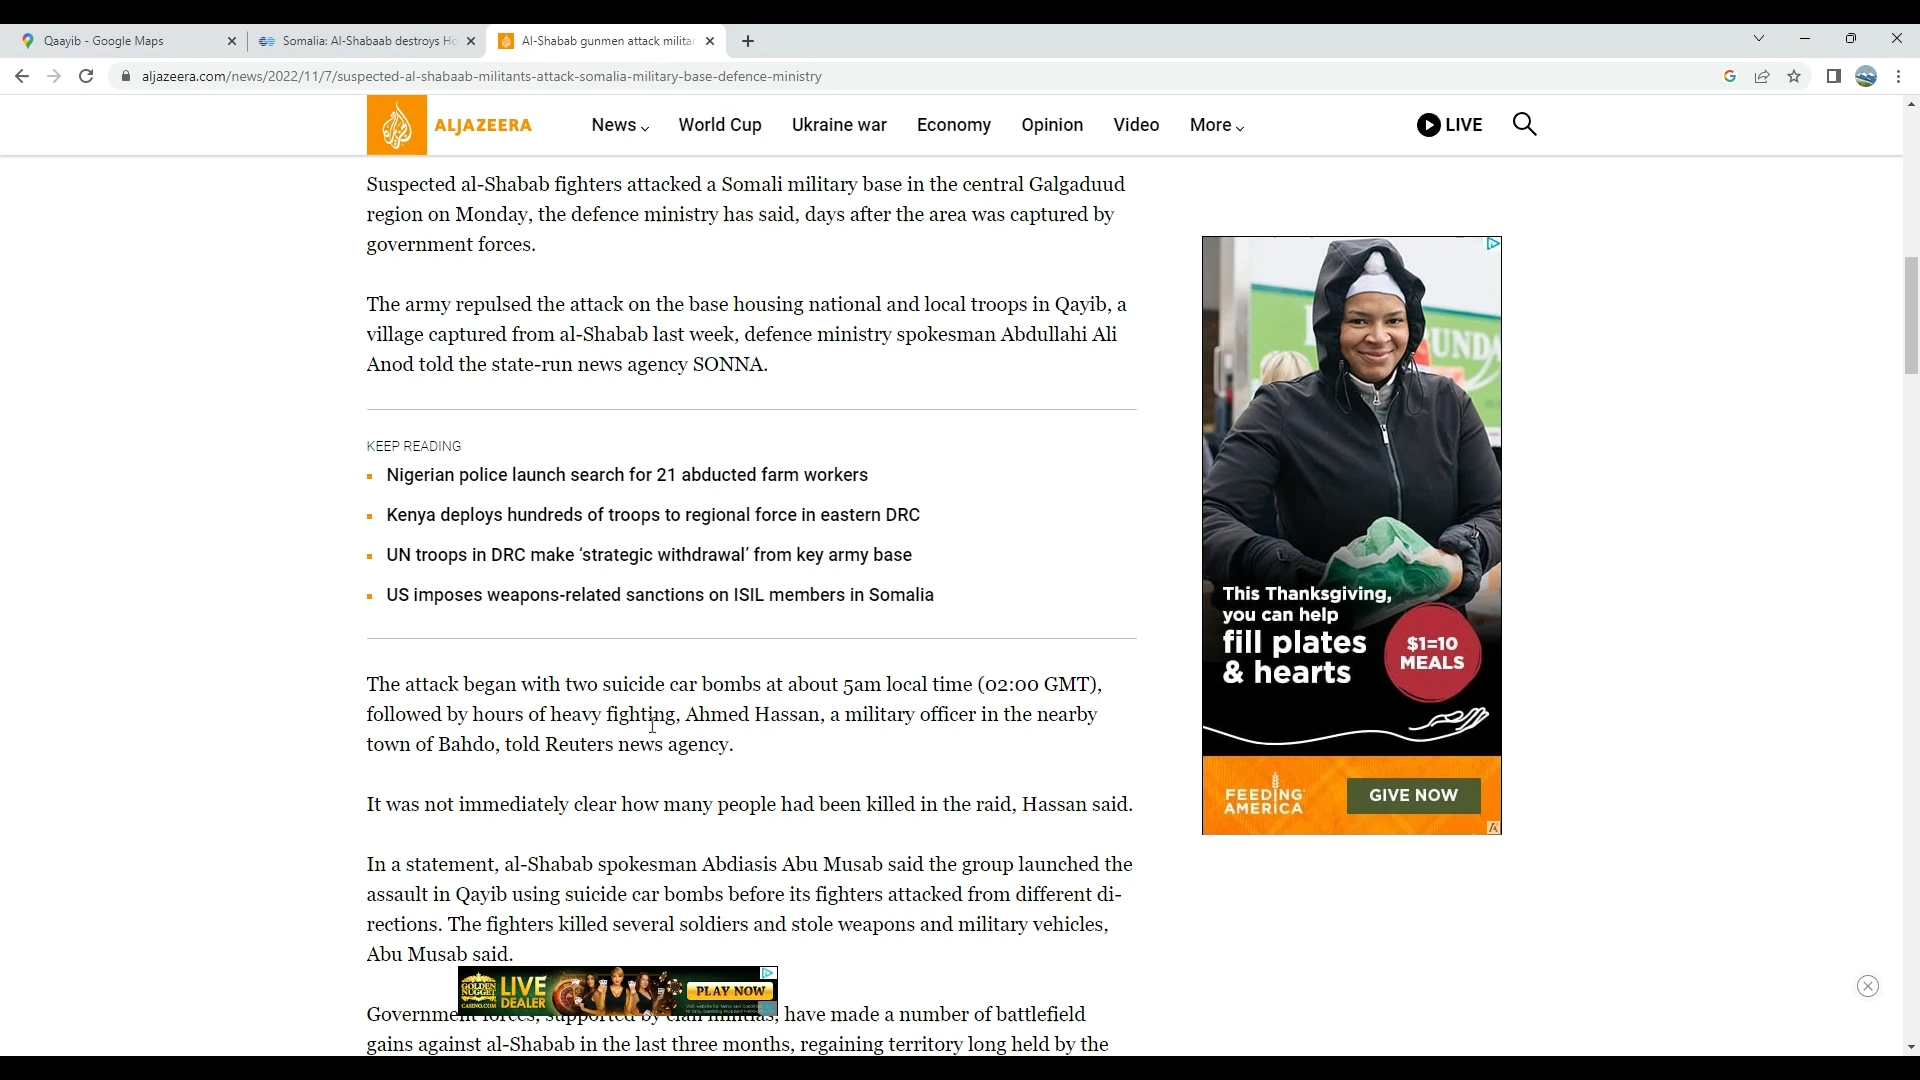 Qaayib - Google Maps
Somalia: Al-Shabaab destroys Ho
Al-Shabab gunmen attack militar
aljazeera.com/news/2022/11/7/suspected-al-shabaab-militants-attack-somalia-military-base-defence-ministry
ALJAZEERA
News
World Cup
Ukraine war
Economy
Opinion
Video
More
LIVE
Suspected al-Shabab fighters attacked a Somali military base in the central Galgaduud
region on Monday, the defence ministry has said, days after the area was captured by
government forces.
The army repulsed the attack on the base housing national and local troops in Qayib, a
village captured from al-Shabab last week, defence ministry spokesman Abdullahi Ali
Anod told the state-run news agency SONNA.
KEEP READING
Nigerian police launch search for 21 abducted farm workers
Kenya deploys hundreds of troops to regional force in eastern DRC
UN troops in DRC make ‘strategic withdrawal’ from key army base
US imposes weapons-related sanctions on ISIL members in Somalia
The attack began with two suicide car bombs at about 5am local time (02:00 GMT),
followed by hours of heavy fighting, Ahmed Hassan, a military officer in the nearby
town of Bahdo, told Reuters news agency.
It was not immediately clear how many people had been killed in the raid, Hassan said.
In a statement, al-Shabab spokesman Abdiasis Abu Musab said the group launched the
assault in Qayib using suicide car bombs before its fighters attacked from different di-
rections. The fighters killed several soldiers and stole weapons and military vehicles,
Abu Musab said.
Government forces, supported by clan militias, have made a number of battlefield
gains against al-Shabab in the last three months, regaining territory long held by the
GOLDEN
NUGGET
CASINO.COM
LIVE
DEALER
PLAY NOW
UND
This Thanksgiving,
you can help
fill plates
& hearts
$1=10
MEALS
FEEDING
AMERICA
GIVE NOW